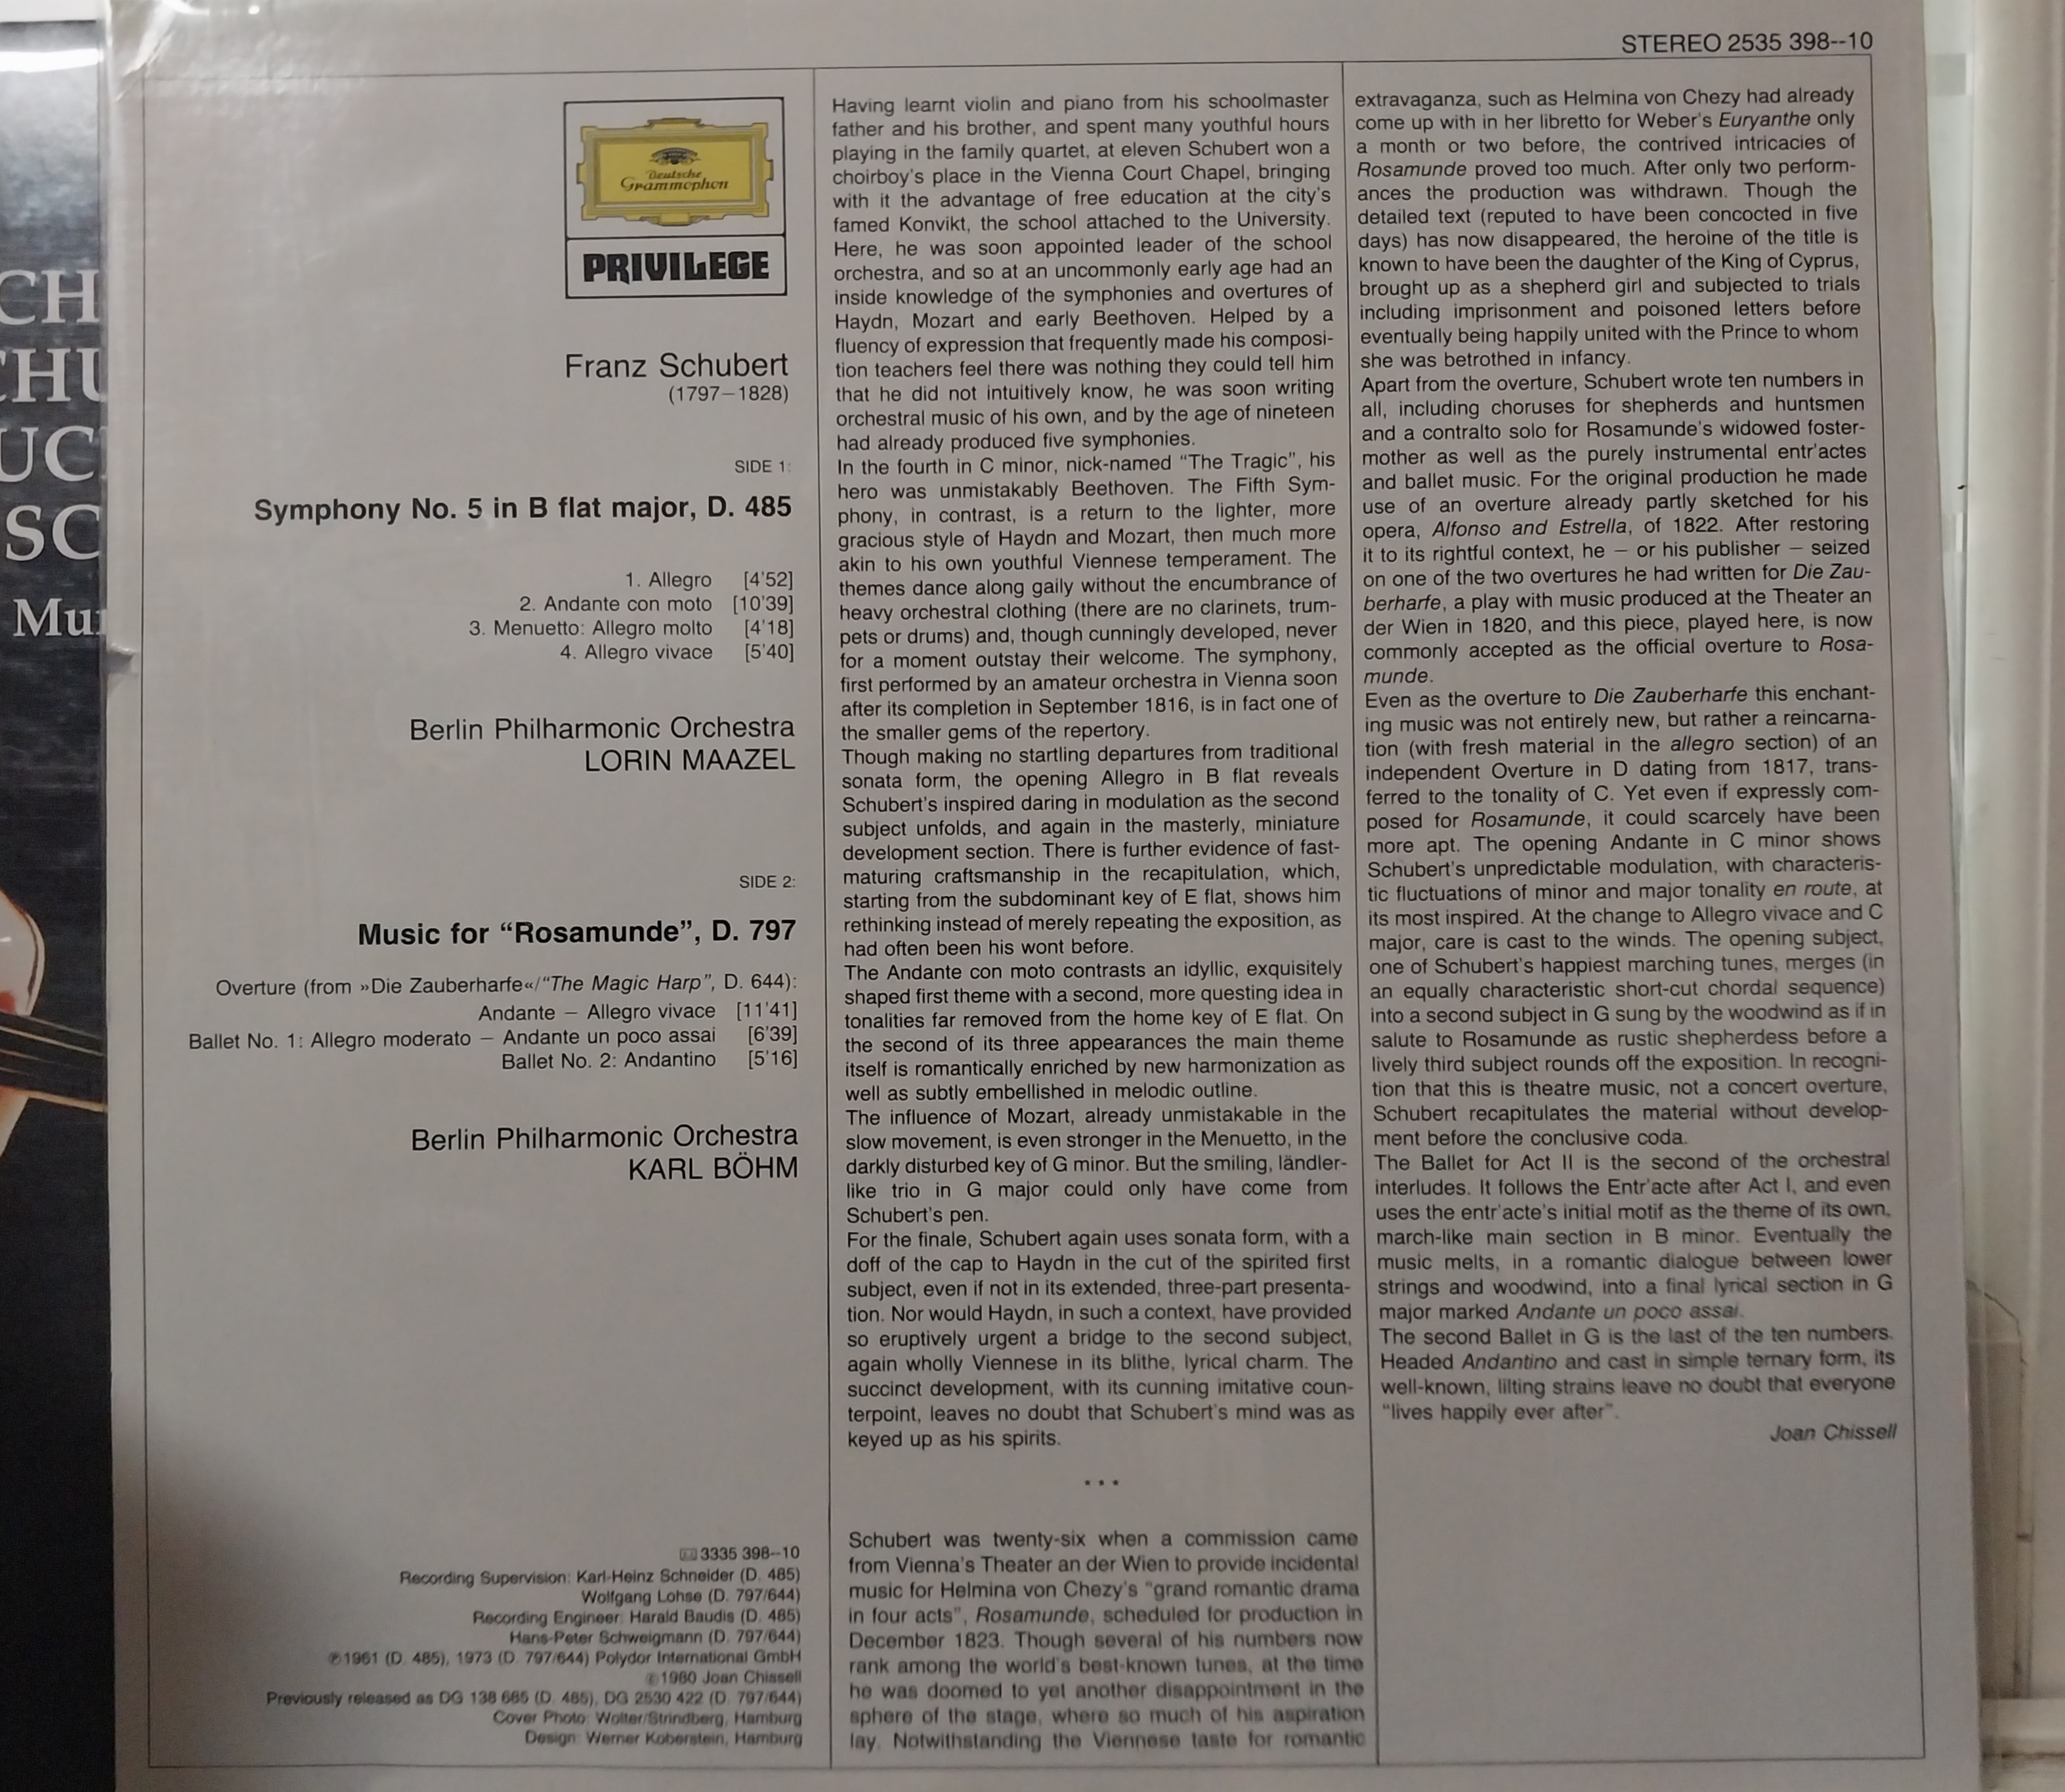 CH
CHU
UC
SC
Mu
STEREO 2535 398--10
Deutsche
Grammophon
PRIVILEGE
Franz Schubert
(1797–1828)
SIDE 1:
Symphony No. 5 in B flat major, D. 485
1. Allegro [4'52]
2. Andante con moto [10'39]
3. Menuetto: Allegro molto [4'18]
4. Allegro vivace [5'40]
Berlin Philharmonic Orchestra
LORIN MAAZEL
SIDE 2:
Music for “Rosamunde”, D. 797
Overture (from »Die Zauberharfe«/“The Magic Harp”, D. 644):
Andante – Allegro vivace [11'41]
Ballet No. 1: Allegro moderato – Andante un poco assai [6'39]
Ballet No. 2: Andantino [5'16]
Berlin Philharmonic Orchestra
KARL BÖHM
3335 398--10
Recording Supervision: Karl-Heinz Schneider (D. 485)
Wolfgang Lohse (D. 797/644)
Recording Engineer: Harald Baudis (D. 485)
Hans-Peter Schweigmann (D. 797/644)
℗1961 (D. 485), 1973 (D. 797/644) Polydor International GmbH
©1980 Joan Chissell
Previously released as DG 138 685 (D. 485), DG 2530 422 (D. 797/644)
Cover Photo: Wolter/Strindberg, Hamburg
Design: Werner Koberstein, Hamburg
Having learnt violin and piano from his schoolmaster
father and his brother, and spent many youthful hours
playing in the family quartet, at eleven Schubert won a
choirboy's place in the Vienna Court Chapel, bringing
with it the advantage of free education at the city's
famed Konvikt, the school attached to the University.
Here, he was soon appointed leader of the school
orchestra, and so at an uncommonly early age had an
inside knowledge of the symphonies and overtures of
Haydn, Mozart and early Beethoven. Helped by a
fluency of expression that frequently made his composi-
tion teachers feel there was nothing they could tell him
that he did not intuitively know, he was soon writing
orchestral music of his own, and by the age of nineteen
had already produced five symphonies.
In the fourth in C minor, nick-named “The Tragic”, his
hero was unmistakably Beethoven. The Fifth Sym-
phony, in contrast, is a return to the lighter, more
gracious style of Haydn and Mozart, then much more
akin to his own youthful Viennese temperament. The
themes dance along gaily without the encumbrance of
heavy orchestral clothing (there are no clarinets, trum-
pets or drums) and, though cunningly developed, never
for a moment outstay their welcome. The symphony,
first performed by an amateur orchestra in Vienna soon
after its completion in September 1816, is in fact one of
the smaller gems of the repertory.
Though making no startling departures from traditional
sonata form, the opening Allegro in B flat reveals
Schubert's inspired daring in modulation as the second
subject unfolds, and again in the masterly, miniature
development section. There is further evidence of fast-
maturing craftsmanship in the recapitulation, which,
starting from the subdominant key of E flat, shows him
rethinking instead of merely repeating the exposition, as
had often been his wont before.
The Andante con moto contrasts an idyllic, exquisitely
shaped first theme with a second, more questing idea in
tonalities far removed from the home key of E flat. On
the second of its three appearances the main theme
itself is romantically enriched by new harmonization as
well as subtly embellished in melodic outline.
The influence of Mozart, already unmistakable in the
slow movement, is even stronger in the Menuetto, in the
darkly disturbed key of G minor. But the smiling, ländler-
like trio in G major could only have come from
Schubert's pen.
For the finale, Schubert again uses sonata form, with a
doff of the cap to Haydn in the cut of the spirited first
subject, even if not in its extended, three-part presenta-
tion. Nor would Haydn, in such a context, have provided
so eruptively urgent a bridge to the second subject,
again wholly Viennese in its blithe, lyrical charm. The
succinct development, with its cunning imitative coun-
terpoint, leaves no doubt that Schubert's mind was as
keyed up as his spirits.
* * *
Schubert was twenty-six when a commission came
from Vienna's Theater an der Wien to provide incidental
music for Helmina von Chezy's “grand romantic drama
in four acts”, Rosamunde, scheduled for production in
December 1823. Though several of his numbers now
rank among the world's best-known tunes, at the time
he was doomed to yet another disappointment in the
sphere of the stage, where so much of his aspiration
lay. Notwithstanding the Viennese taste for romantic
extravaganza, such as Helmina von Chezy had already
come up with in her libretto for Weber's Euryanthe only
a month or two before, the contrived intricacies of
Rosamunde proved too much. After only two perform-
ances the production was withdrawn. Though the
detailed text (reputed to have been concocted in five
days) has now disappeared, the heroine of the title is
known to have been the daughter of the King of Cyprus,
brought up as a shepherd girl and subjected to trials
including imprisonment and poisoned letters before
eventually being happily united with the Prince to whom
she was betrothed in infancy.
Apart from the overture, Schubert wrote ten numbers in
all, including choruses for shepherds and huntsmen
and a contralto solo for Rosamunde's widowed foster-
mother as well as the purely instrumental entr'actes
and ballet music. For the original production he made
use of an overture already partly sketched for his
opera, Alfonso and Estrella, of 1822. After restoring
it to its rightful context, he – or his publisher – seized
on one of the two overtures he had written for Die Zau-
berharfe, a play with music produced at the Theater an
der Wien in 1820, and this piece, played here, is now
commonly accepted as the official overture to Rosa-
munde.
Even as the overture to Die Zauberharfe this enchant-
ing music was not entirely new, but rather a reincarna-
tion (with fresh material in the allegro section) of an
independent Overture in D dating from 1817, trans-
ferred to the tonality of C. Yet even if expressly com-
posed for Rosamunde, it could scarcely have been
more apt. The opening Andante in C minor shows
Schubert's unpredictable modulation, with characteris-
tic fluctuations of minor and major tonality en route, at
its most inspired. At the change to Allegro vivace and C
major, care is cast to the winds. The opening subject,
one of Schubert's happiest marching tunes, merges (in
an equally characteristic short-cut chordal sequence)
into a second subject in G sung by the woodwind as if in
salute to Rosamunde as rustic shepherdess before a
lively third subject rounds off the exposition. In recogni-
tion that this is theatre music, not a concert overture,
Schubert recapitulates the material without develop-
ment before the conclusive coda.
The Ballet for Act II is the second of the orchestral
interludes. It follows the Entr'acte after Act I, and even
uses the entr'acte's initial motif as the theme of its own,
march-like main section in B minor. Eventually the
music melts, in a romantic dialogue between lower
strings and woodwind, into a final lyrical section in G
major marked Andante un poco assai.
The second Ballet in G is the last of the ten numbers.
Headed Andantino and cast in simple ternary form, its
well-known, lilting strains leave no doubt that everyone
“lives happily ever after”.
Joan Chissell